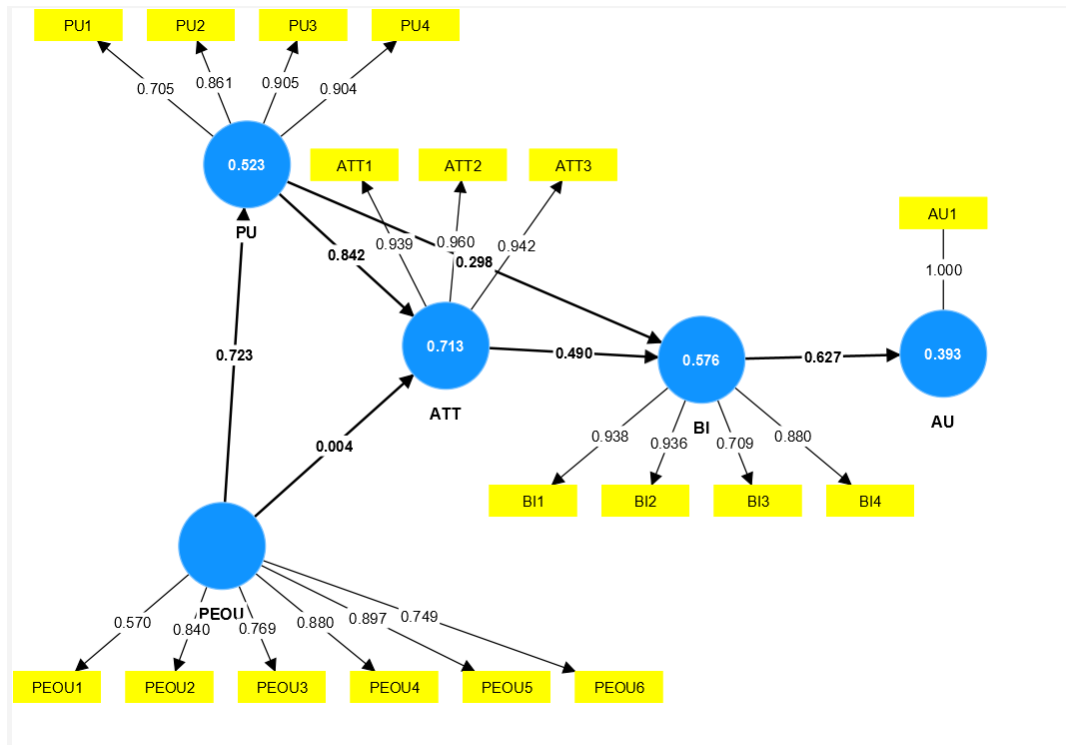 PU1 PU2 PU3 PU4
0.705 0.861 0.905 0.904
0.523
PU
ATT1 ATT2 ATT3
0.939 0.960 0.942
AU1
1.000
0.842
0.298
0.723
0.713
ATT
0.490
0.576
BI
0.627
0.393
AU
0.004
0.938 0.936 0.709 0.880
BI1 BI2 BI3 BI4
PEOU
0.570 0.840 0.769 0.880 0.897 0.749
PEOU1 PEOU2 PEOU3 PEOU4 PEOU5 PEOU6